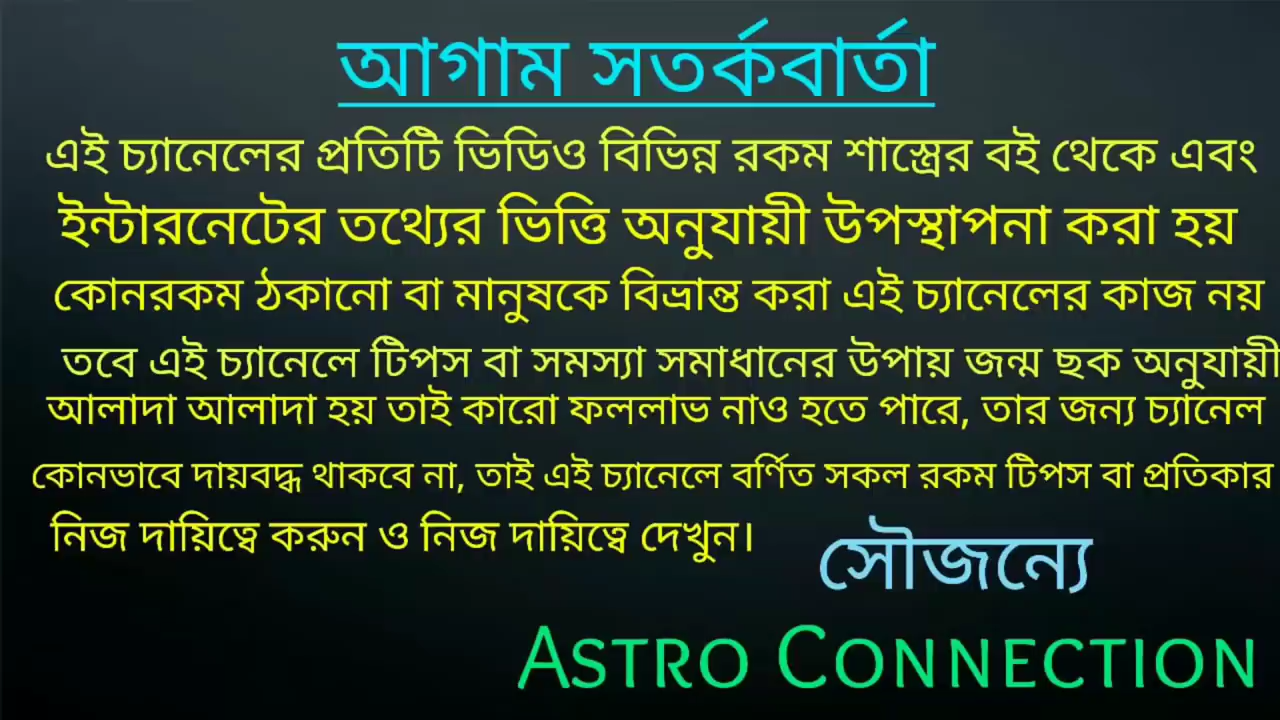 আগাম সতর্কবার্তা
এই চ্যানেলের প্রতিটি ভিডিও বিভিন্ন রকম শাস্ত্রের বই থেকে এবং
ইন্টারনেটের তথ্যের ভিত্তি অনুযায়ী উপস্থাপনা করা হয়
কোনরকম ঠকানো বা মানুষকে বিভ্রান্ত করা এই চ্যানেলের কাজ নয়
তবে এই চ্যানেলে টিপস বা সমস্যা সমাধানের উপায় জন্ম ছক অনুযায়ী
আলাদা আলাদা হয় তাই কারো ফললাভ নাও হতে পারে, তার জন্য চ্যানেল
কোনভাবে দায়বদ্ধ থাকবে না, তাই এই চ্যানেলে বর্ণিত সকল রকম টিপস বা প্রতিকার
নিজ দায়িত্বে করুন ও নিজ দায়িত্বে দেখুন।
সৌজন্যে
ASTRO CONNECTION